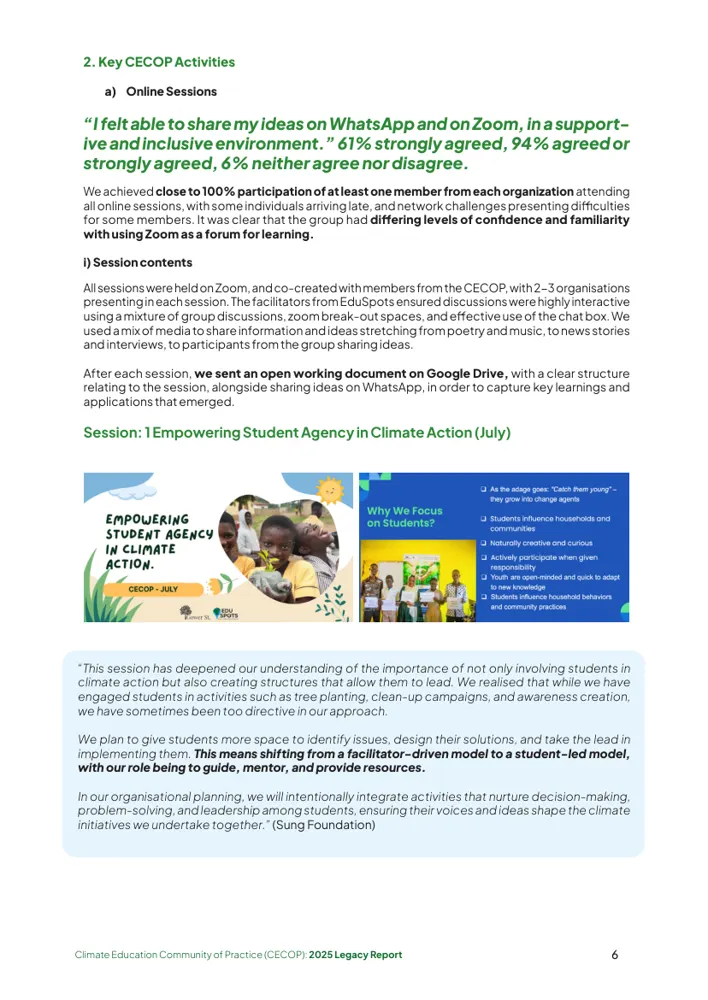 2. Key CECOP Activities
a) Online Sessions
“I felt able to share my ideas on WhatsApp and on Zoom, in a support-
ive and inclusive environment.” 61% strongly agreed, 94% agreed or
strongly agreed, 6% neither agree nor disagree.
We achieved close to 100% participation of at least one member from each organization attending
all online sessions, with some individuals arriving late, and network challenges presenting difficulties
for some members. It was clear that the group had differing levels of confidence and familiarity
with using Zoom as a forum for learning.
i) Session contents
All sessions were held on Zoom, and co-created with members from the CECOP, with 2–3 organisations
presenting in each session. The facilitators from EduSpots ensured discussions were highly interactive
using a mixture of group discussions, zoom break-out spaces, and effective use of the chat box. We
used a mix of media to share information and ideas stretching from poetry and music, to news stories
and interviews, to participants from the group sharing ideas.
After each session, we sent an open working document on Google Drive, with a clear structure
relating to the session, alongside sharing ideas on WhatsApp, in order to capture key learnings and
applications that emerged.
Session: 1 Empowering Student Agency in Climate Action (July)
EMPOWERING
STUDENT AGENCY
IN CLIMATE
ACTION.
CECOP - JULY
EDU
SPOTS
Why We Focus
on Students?
As the adage goes: “Catch them young” –
they grow into change agents
Students influence households and
communities
Naturally creative and curious
Actively participate when given
responsibility
Youth are open-minded and quick to adapt
to new knowledge
Students influence household behaviors
and community practices
“This session has deepened our understanding of the importance of not only involving students in
climate action but also creating structures that allow them to lead. We realised that while we have
engaged students in activities such as tree planting, clean-up campaigns, and awareness creation,
we have sometimes been too directive in our approach.
We plan to give students more space to identify issues, design their solutions, and take the lead in
implementing them. This means shifting from a facilitator-driven model to a student-led model,
with our role being to guide, mentor, and provide resources.
In our organisational planning, we will intentionally integrate activities that nurture decision-making,
problem-solving, and leadership among students, ensuring their voices and ideas shape the climate
initiatives we undertake together.” (Sung Foundation)
Climate Education Community of Practice (CECOP): 2025 Legacy Report
6